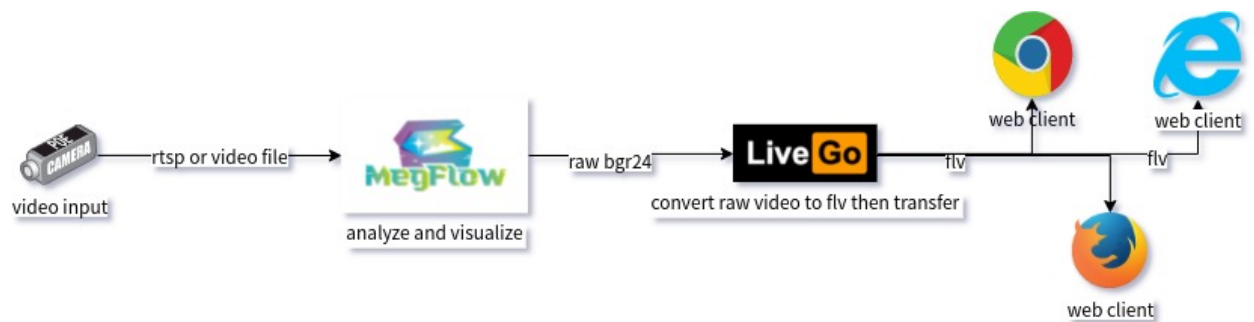 POE
CAMERA
video input
rtsp or video file
MegFlow
analyze and visualize
raw bgr24
Live Go
convert raw video to flv then transfer
flv
web client
flv
web client
web client